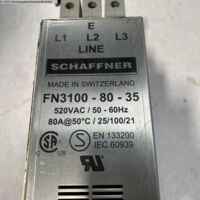 E
L1 L2 L3
LINE
SCHAFFNER
MADE IN SWITZERLAND
FN3100 - 80 - 35
520VAC / 50 - 60Hz
80A@50°C / 25/100/21
SA
S
EN 133200
IEC 60939